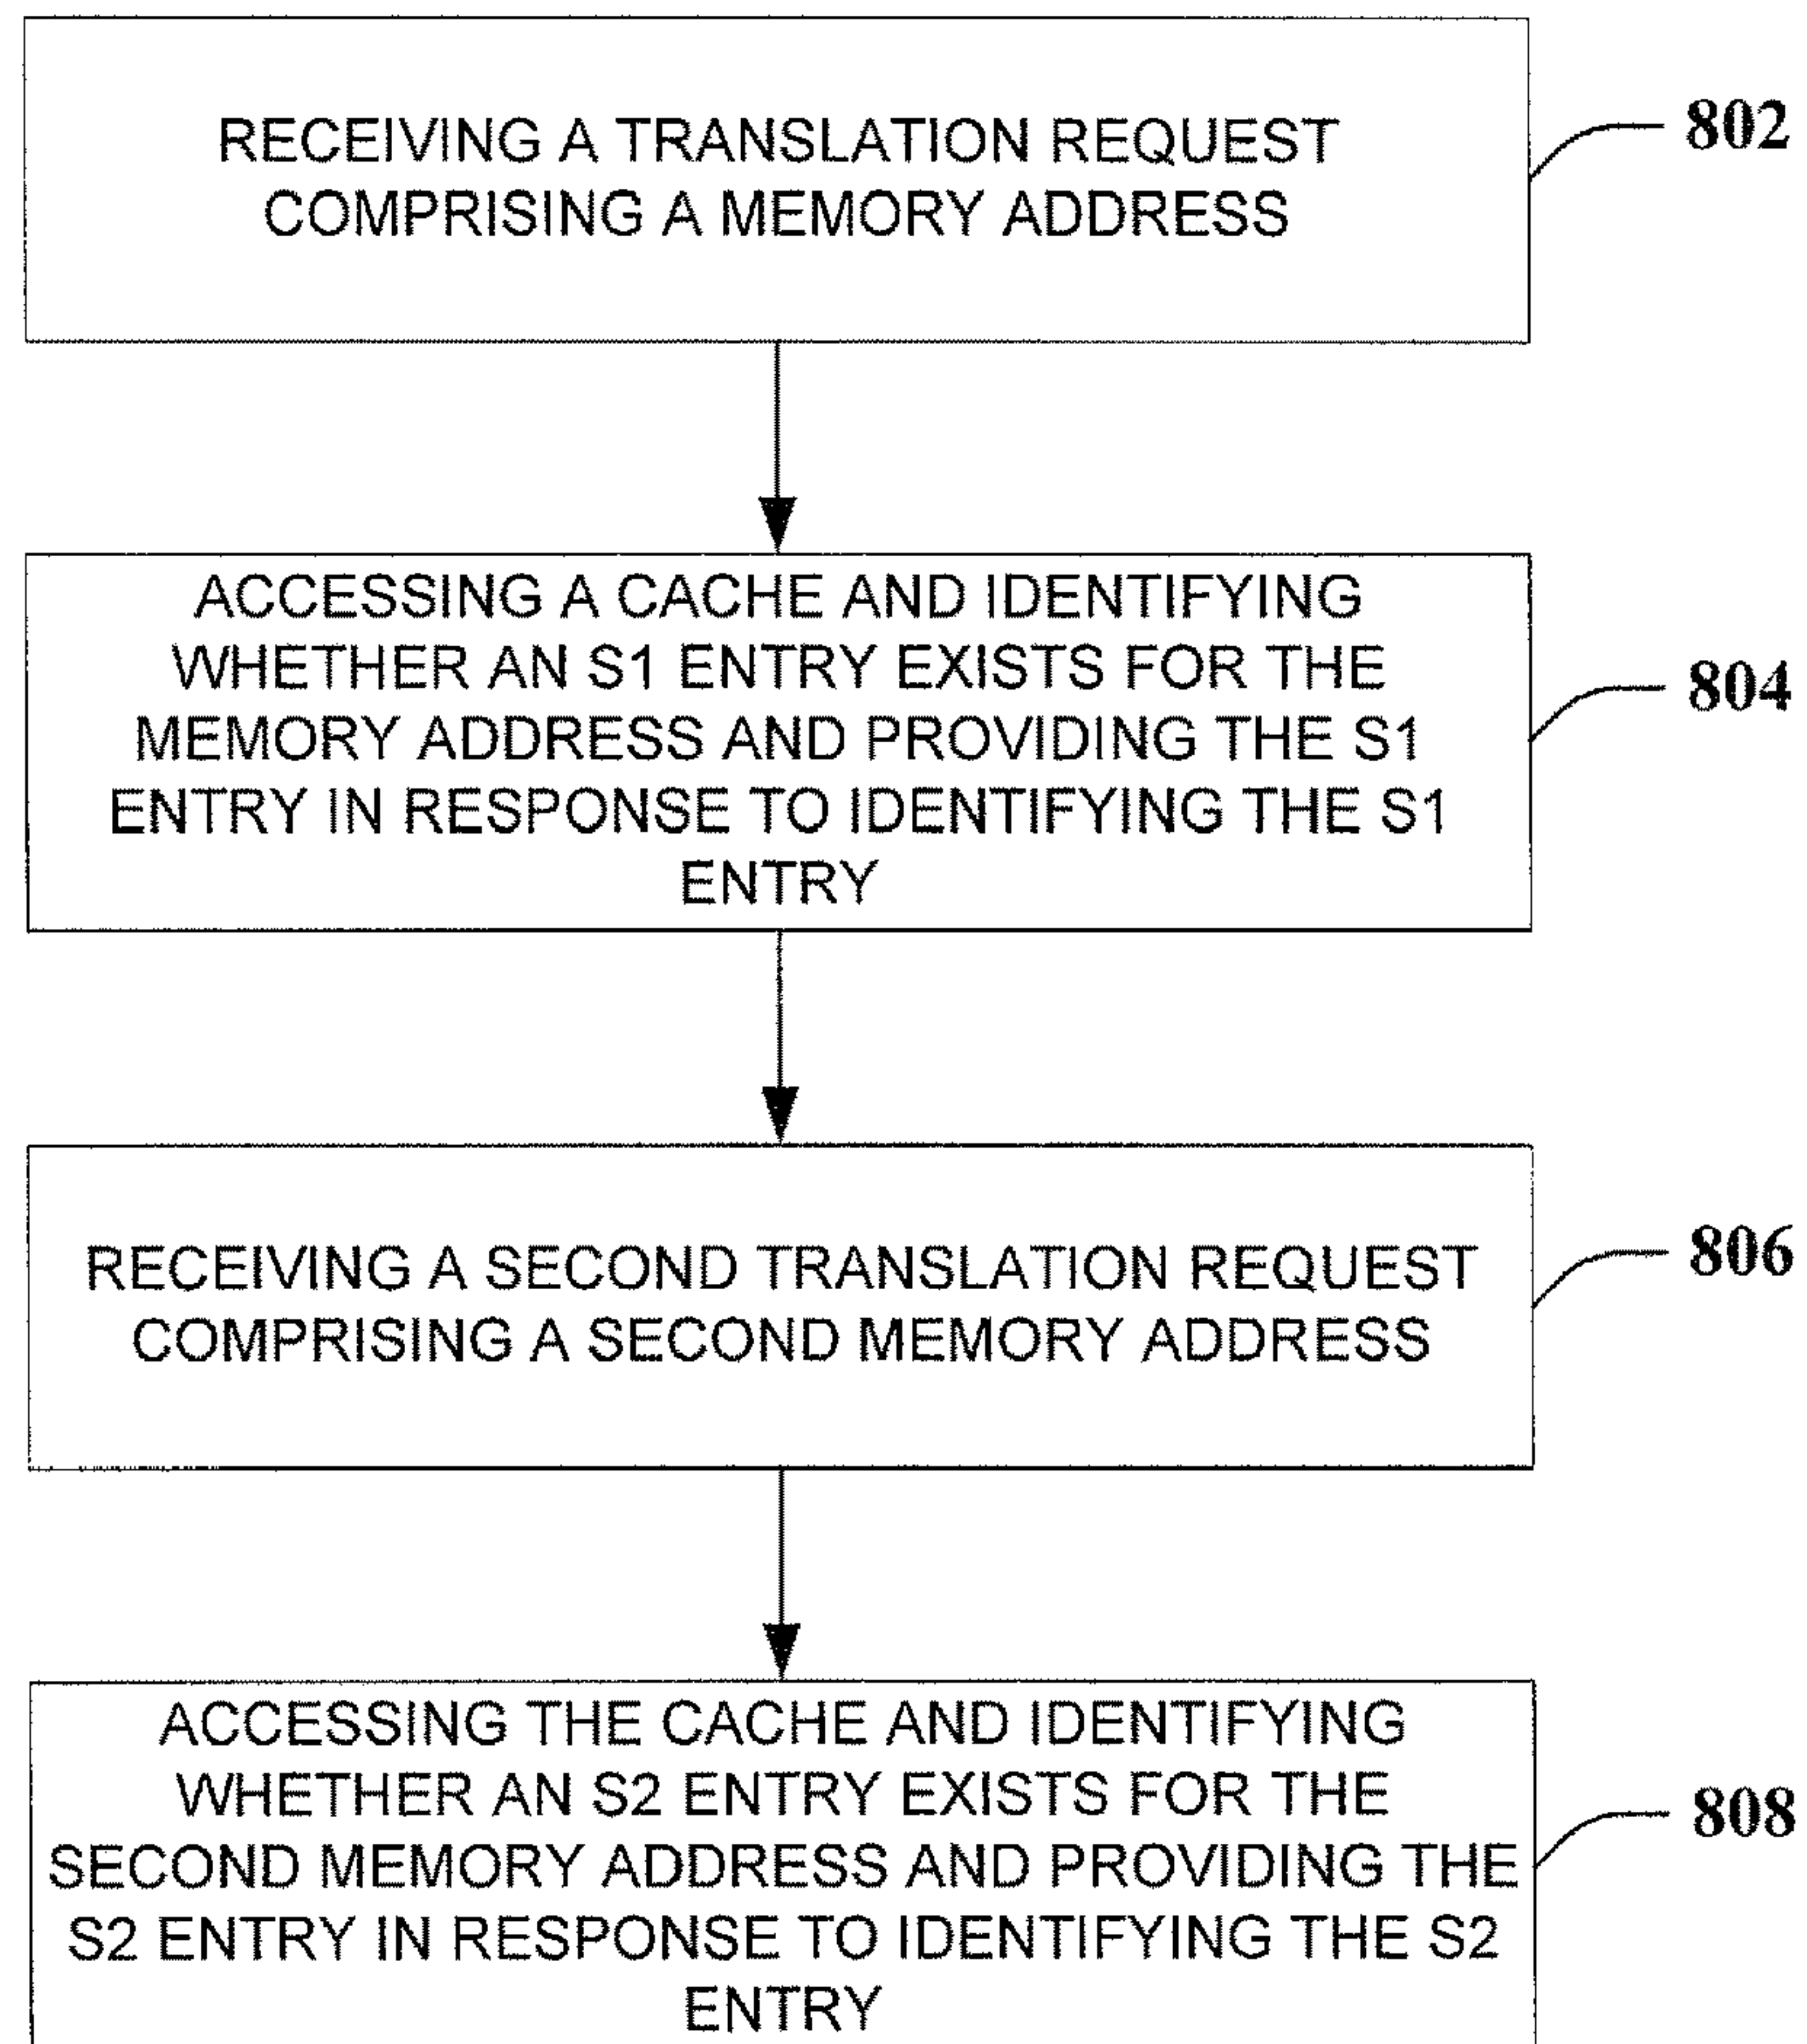 RECEIVING A TRANSLATION REQUEST
COMPRISING A MEMORY ADDRESS
802
ACCESSING A CACHE AND IDENTIFYING
WHETHER AN S1 ENTRY EXISTS FOR THE
MEMORY ADDRESS AND PROVIDING THE S1
ENTRY IN RESPONSE TO IDENTIFYING THE S1
ENTRY
804
RECEIVING A SECOND TRANSLATION REQUEST
COMPRISING A SECOND MEMORY ADDRESS
806
ACCESSING THE CACHE AND IDENTIFYING
WHETHER AN S2 ENTRY EXISTS FOR THE
SECOND MEMORY ADDRESS AND PROVIDING THE
S2 ENTRY IN RESPONSE TO IDENTIFYING THE S2
ENTRY
808